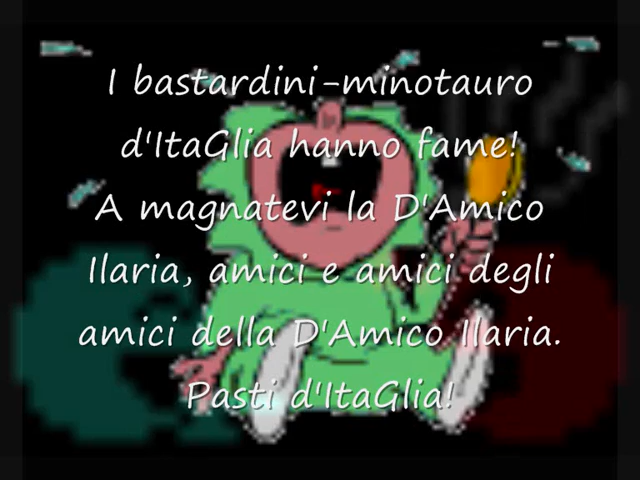 I bastardini-minotauro
d'ItaGlia hanno fame!
A magnatevi la D'Amico
Ilaria, amici e amici degli
amici della D'Amico Ilaria.
Pasti d'ItaGlia!